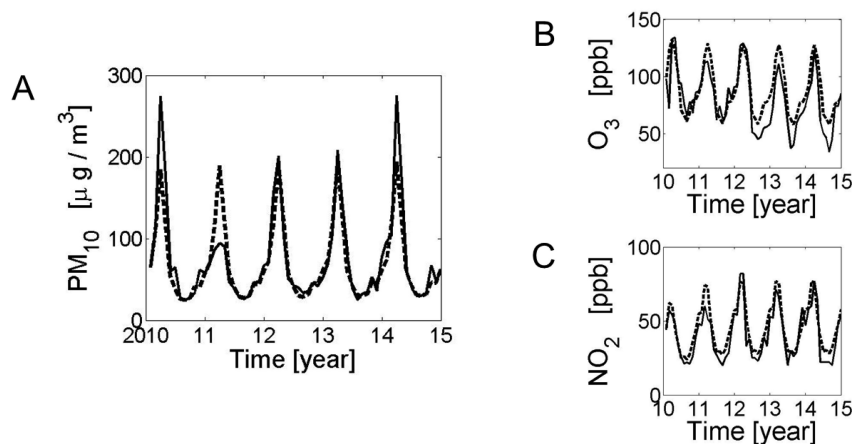 A
PM10 [μ g / m3]
300
200
100
0
2010 11 12 13 14 15
Time [year]
B
O3 [ppb]
150
100
50
10 11 12 13 14 15
Time [year]
C
NO2 [ppb]
100
50
0
10 11 12 13 14 15
Time [year]